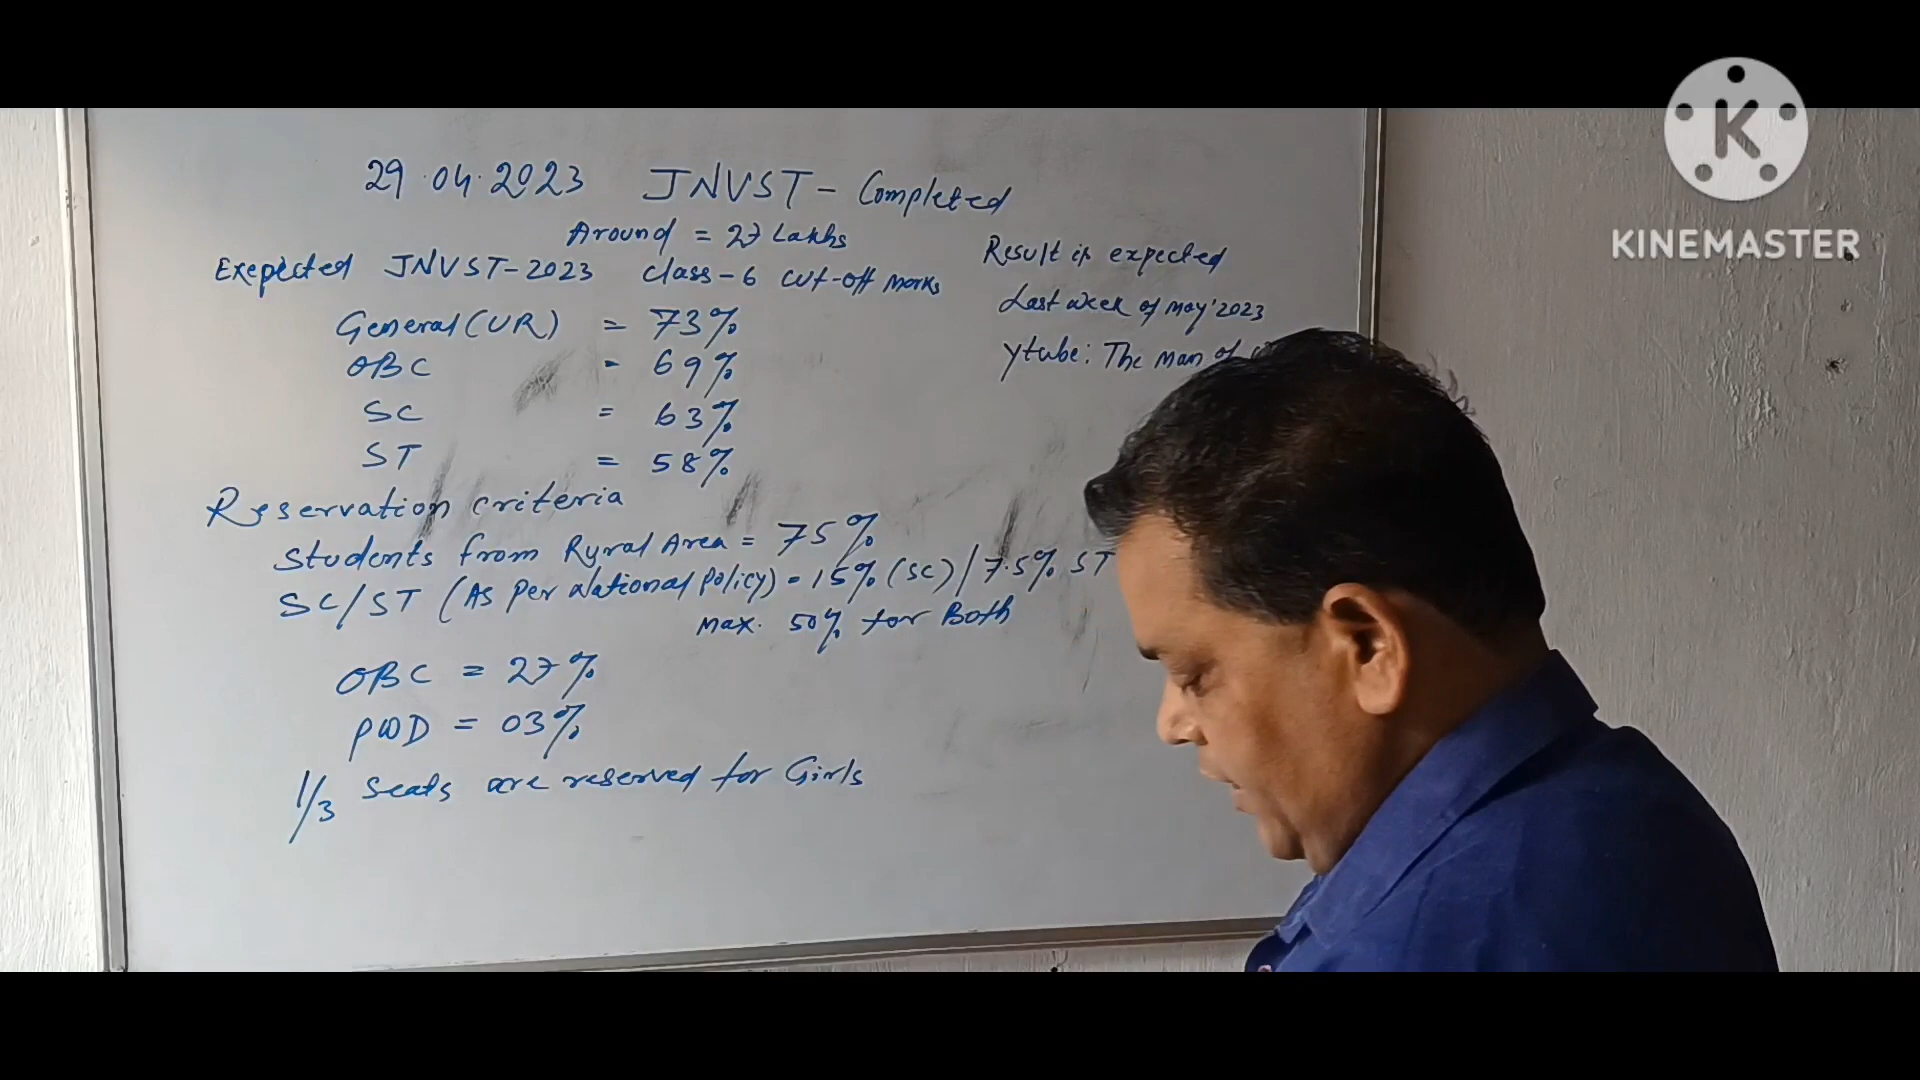 29.04.2023 JNVST - Completed
Around = 27 Lakhs
Exepicted JNVST-2023 class-6 cut-off marks
General (UR) = 73%
OBC = 69%
SC = 63%
ST = 58%
Result is expected
Last week of may'2023
Ytube: The man of
Reservation criteria
Students from Rural Area = 75%
SC/ST (As Per National Policy) = 15% (SC) / 7.5% ST
max. 50% for Both
OBC = 27%
PWD = 03%
1/3 seats are reserved for Girls
K
KINEMASTER